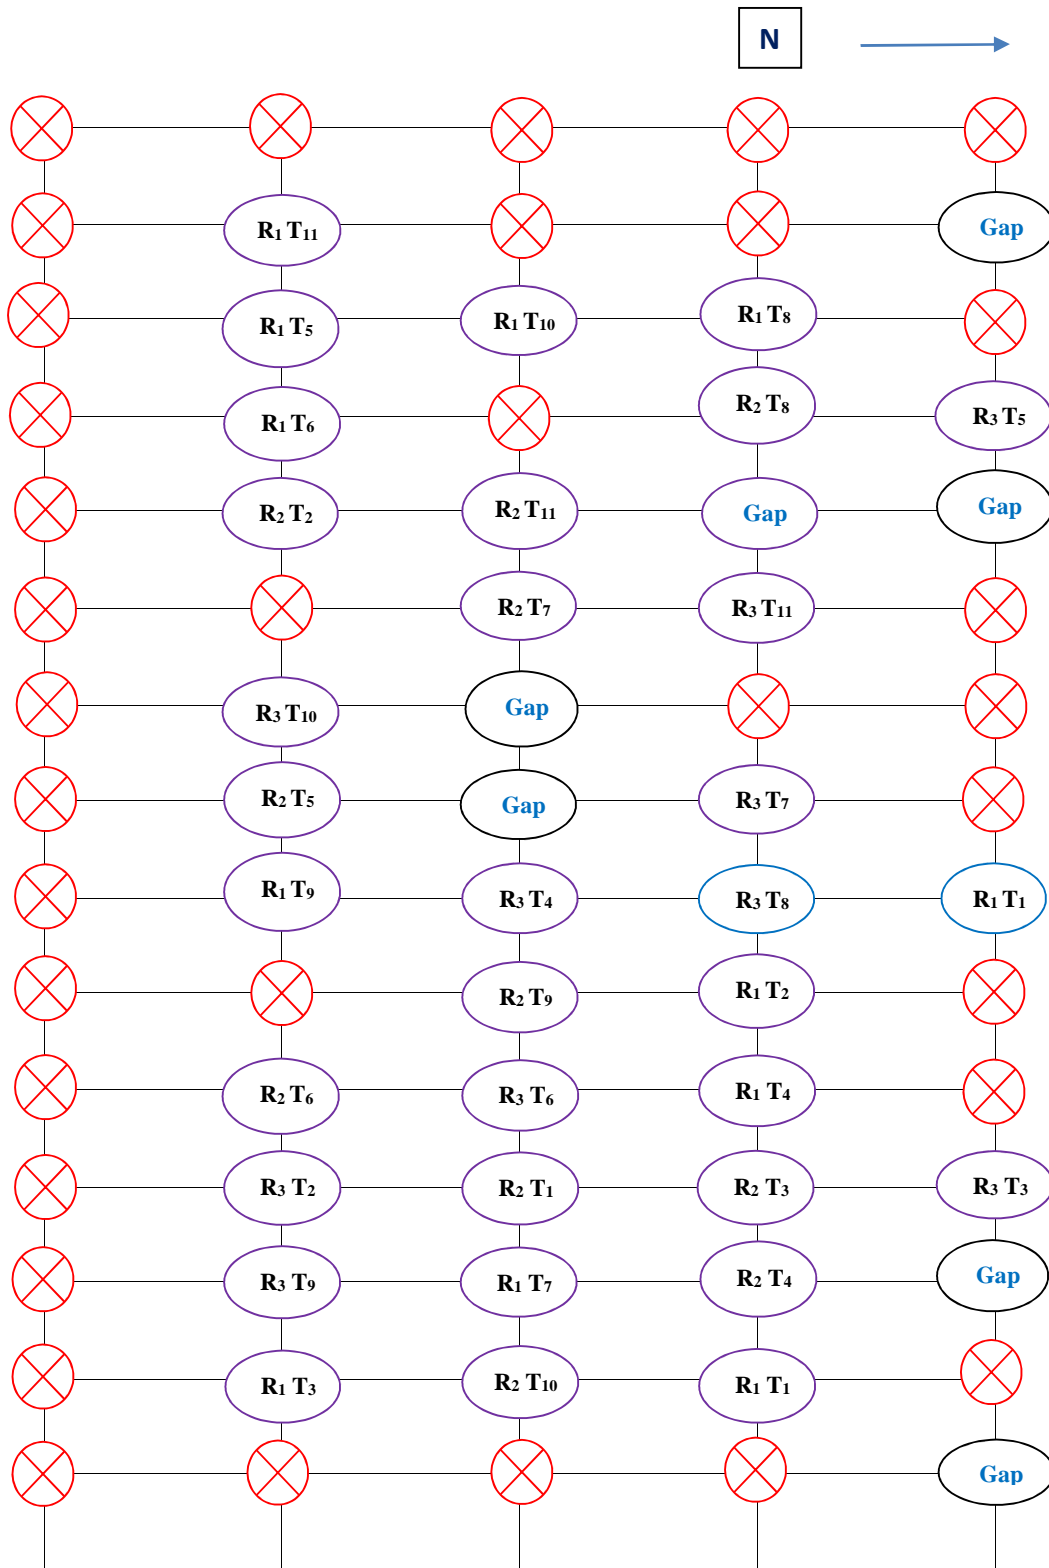 N
R₁ T₁₁ Gap
R₁ T₅ R₁ T₁₀ R₁ T₈
R₁ T₆ R₂ T₈ R₃ T₅
R₂ T₂ R₂ T₁₁ Gap Gap
R₂ T₇ R₃ T₁₁
R₃ T₁₀ Gap
R₂ T₅ Gap R₃ T₇
R₁ T₉ R₃ T₄ R₃ T₈ R₁ T₁
R₂ T₉ R₁ T₂
R₂ T₆ R₃ T₆ R₁ T₄
R₃ T₂ R₂ T₁ R₂ T₃ R₃ T₃
R₃ T₉ R₁ T₇ R₂ T₄ Gap
R₁ T₃ R₂ T₁₀ R₁ T₁
Gap